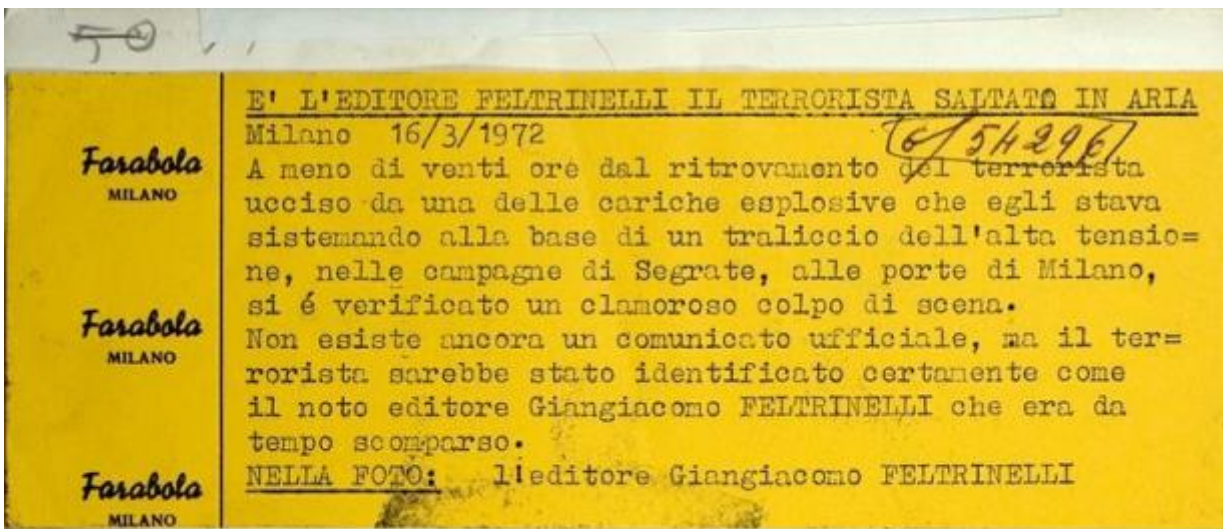 50
E' L'EDITORE FELTRINELLI IL TERRORISTA SALTATO IN ARIA
Milano 16/3/1972
6/54296
A meno di venti ore dal ritrovamento del terrorista
ucciso da una delle cariche esplosive che egli stava
sistemando alla base di un traliccio dell'alta tensio=
ne, nelle campagne di Segrate, alle porte di Milano,
si é verificato un clamoroso colpo di scena.
Non esiste ancora un comunicato ufficiale, ma il ter=
rorista sarebbe stato identificato certamente come
il noto editore Giangiacomo FELTRINELLI che era da
tempo scomparso.
NELLA FOTO: l'editore Giangiacomo FELTRINELLI
Farabola
MILANO
Farabola
MILANO
Farabola
MILANO